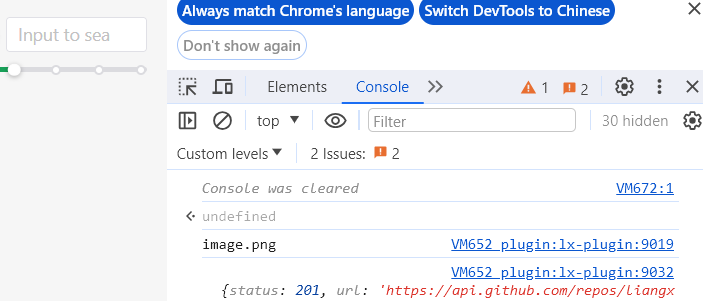 Always match Chrome's language Switch DevTools to Chinese
Input to sea
Don't show again
Elements Console 1 2
top Filter 30 hidden
Custom levels 2 Issues: 2
Console was cleared VM672:1
undefined
image.png VM652 plugin:lx-plugin:9019
VM652 plugin:lx-plugin:9032
{status: 201, url: 'https://api.github.com/repos/liangx